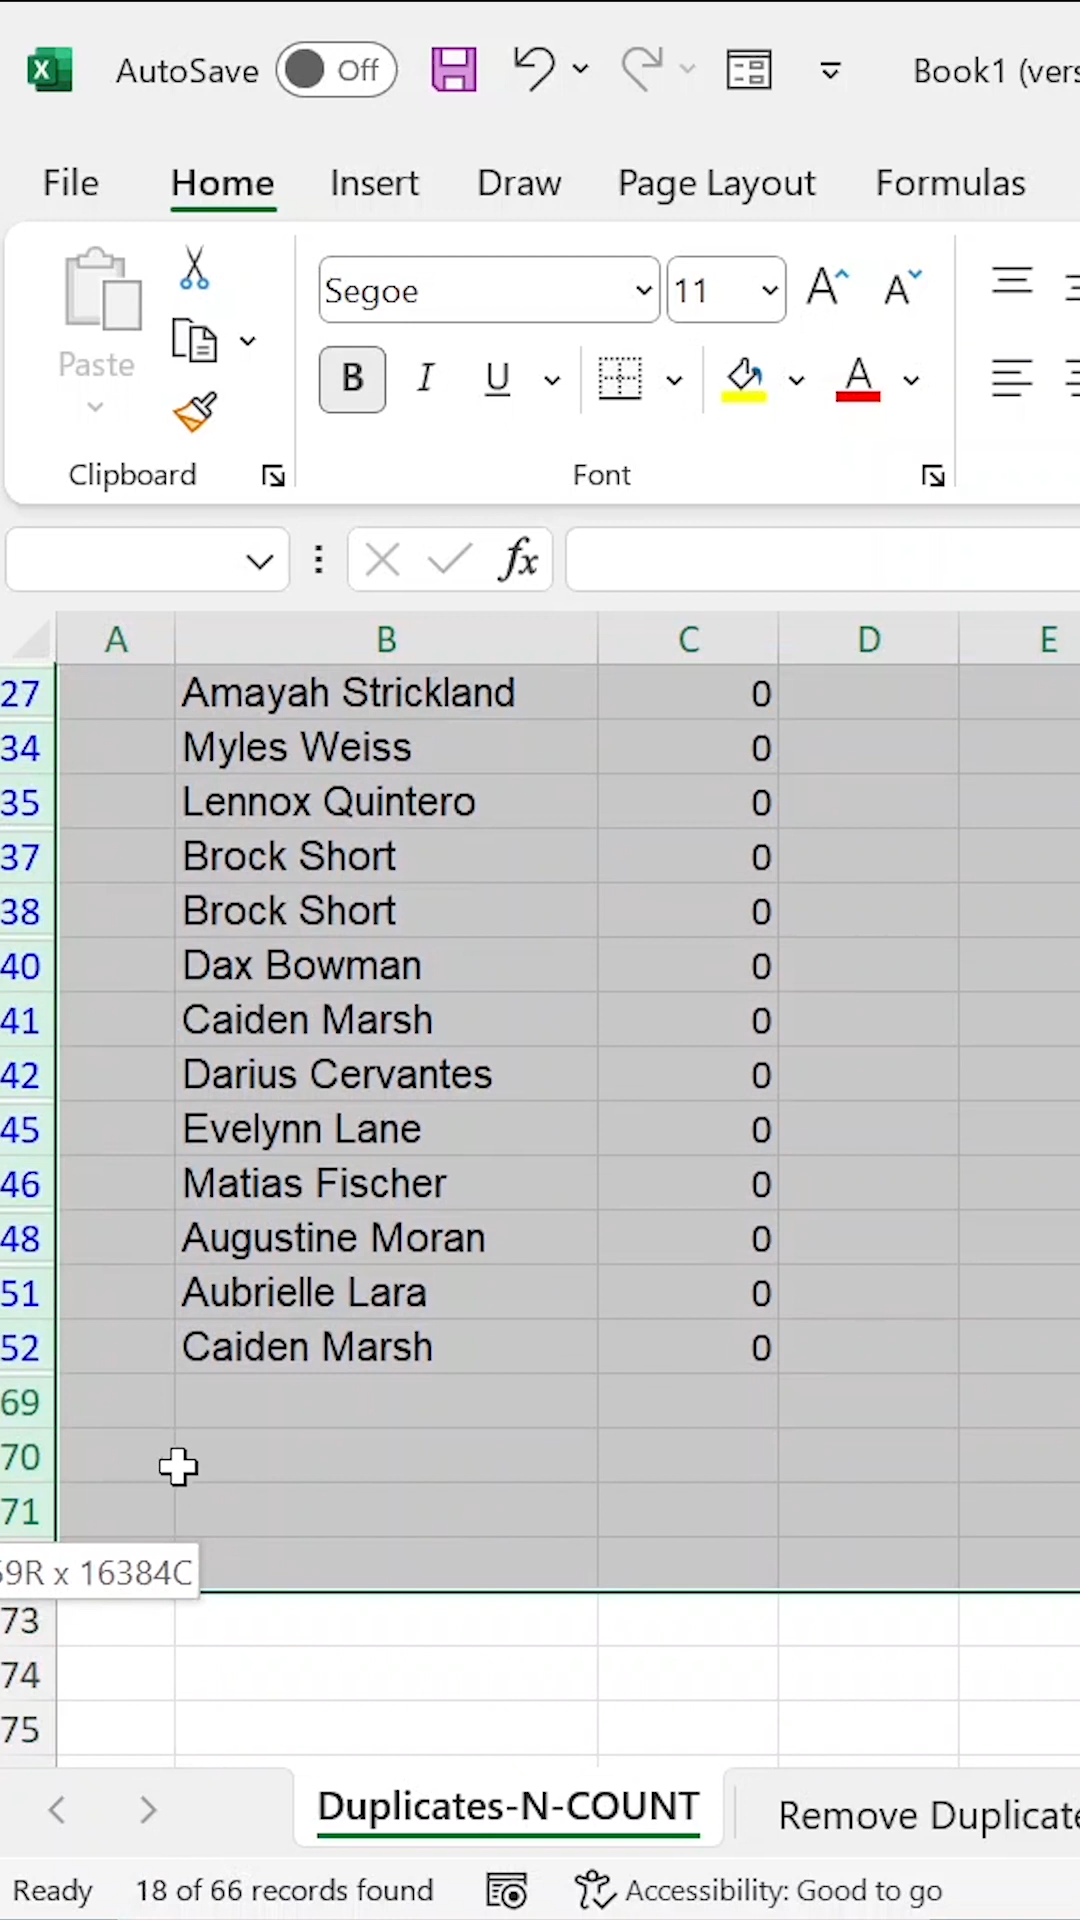 AutoSave Off Book1 (vers
File Home Insert Draw Page Layout Formulas
Paste
Segoe 11
B I U A
Clipboard Font
fx
A B C D E
27 Amayah Strickland 0
34 Myles Weiss 0
35 Lennox Quintero 0
37 Brock Short 0
38 Brock Short 0
40 Dax Bowman 0
41 Caiden Marsh 0
42 Darius Cervantes 0
45 Evelynn Lane 0
46 Matias Fischer 0
48 Augustine Moran 0
51 Aubrielle Lara 0
52 Caiden Marsh 0
69
70
71
59R x 16384C
73
74
75
Duplicates-N-COUNT Remove Duplicate
Ready 18 of 66 records found Accessibility: Good to go